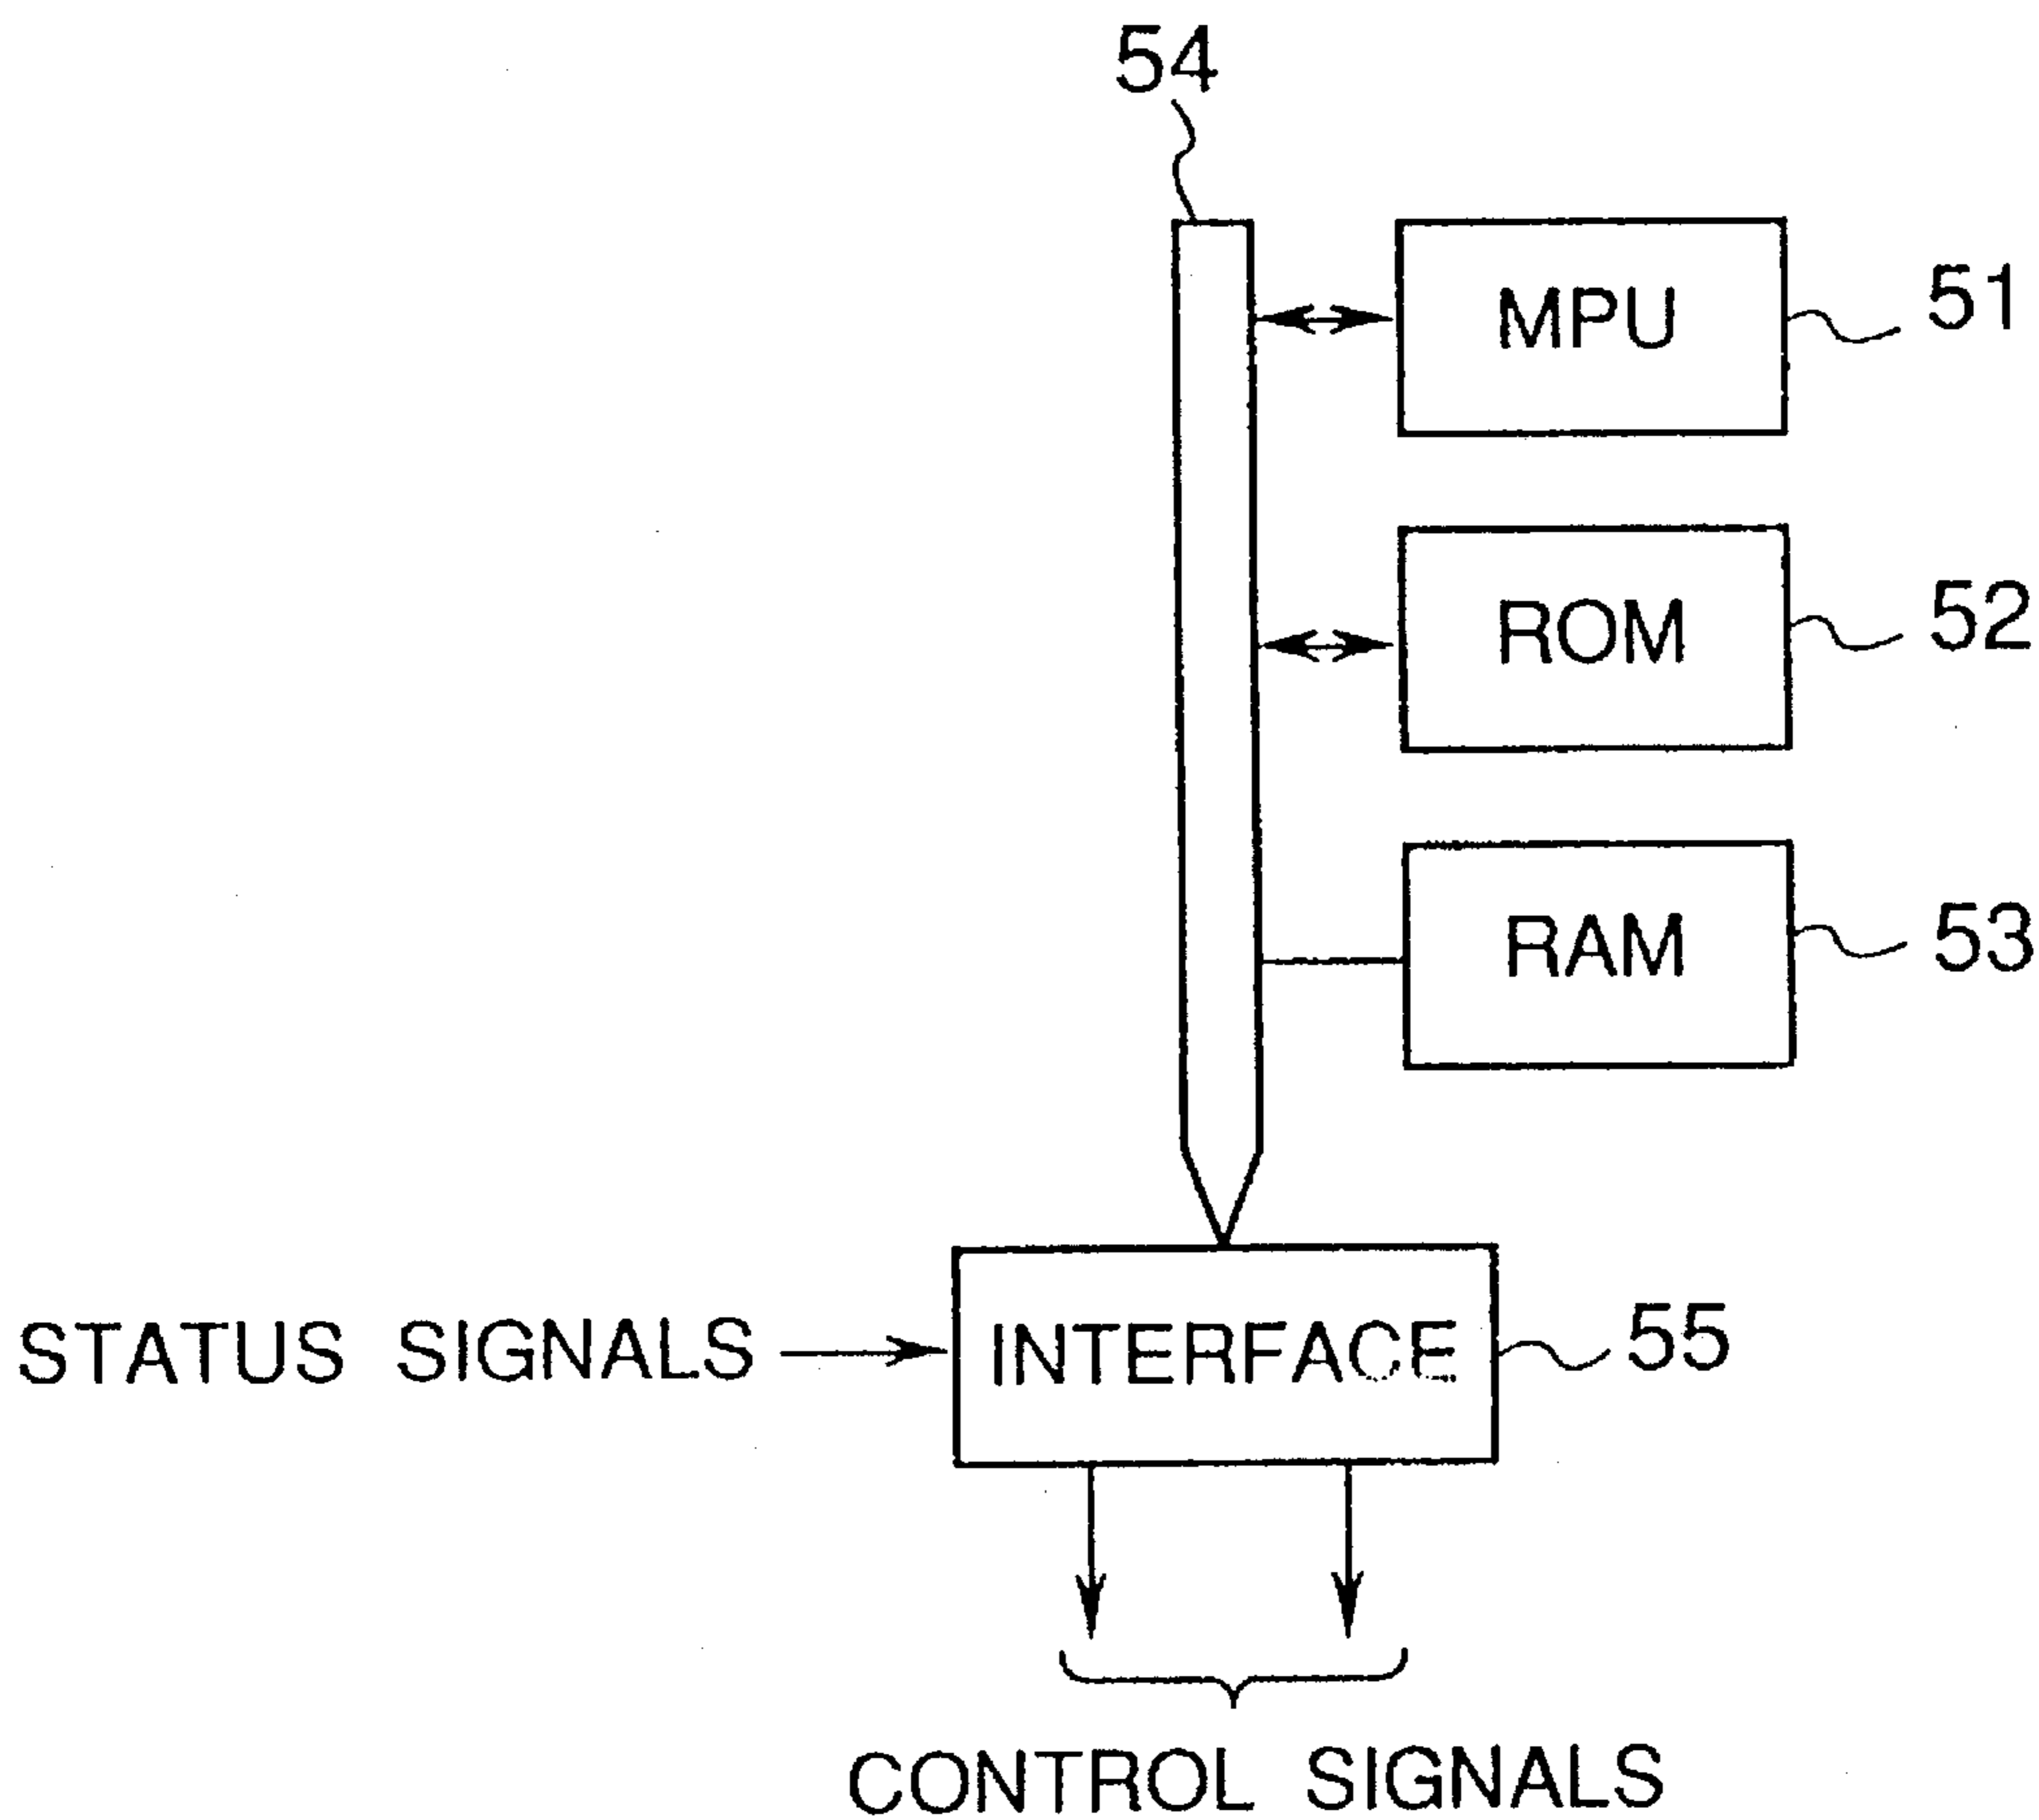 54
MPU
51
ROM
52
RAM
53
STATUS SIGNALS
INTERFACE
55
CONTROL SIGNALS